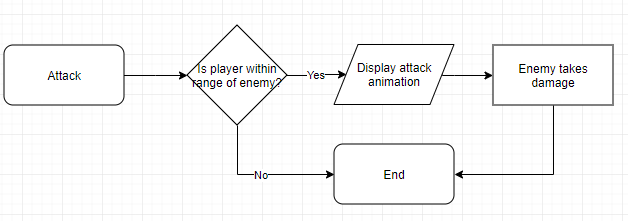 Attack
Is player within
range of enemy?
Yes
Display attack
animation
Enemy takes
damage
No
End